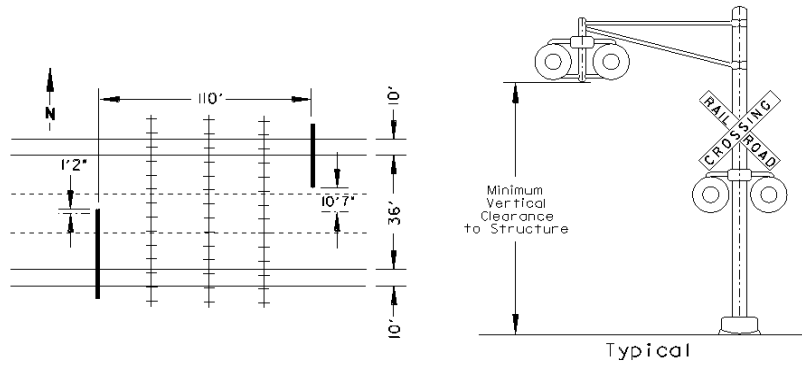 110'
N
10'
1'2"
10'7"
36'
10'
RAIL
ROAD
CROSSING
Minimum
Vertical
Clearance
to Structure
Typical